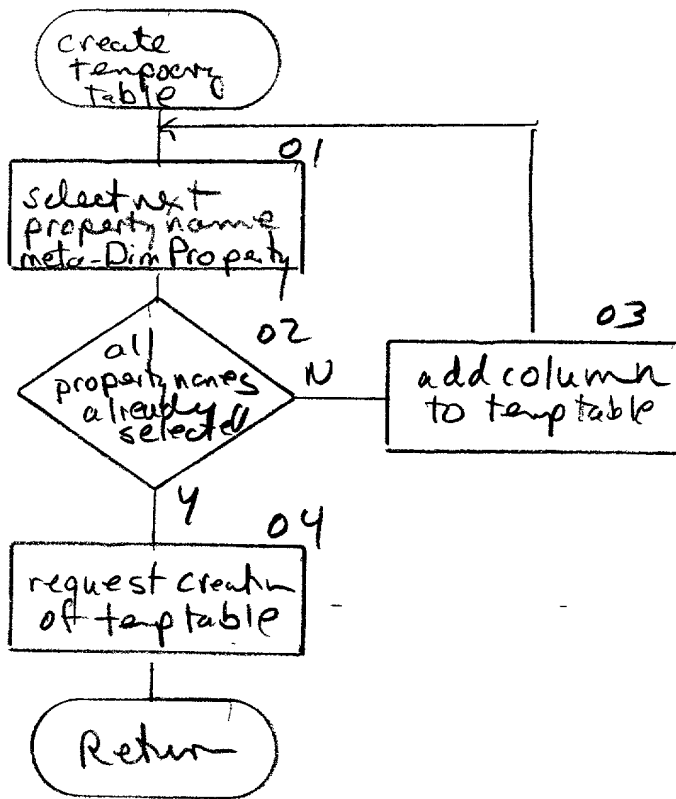 create
temporary
table
01
select next
property name
meta-Dim Property
02
all
property names
already
selected
N
03
add column
to temp table
Y
04
request creation
of temp table
Return